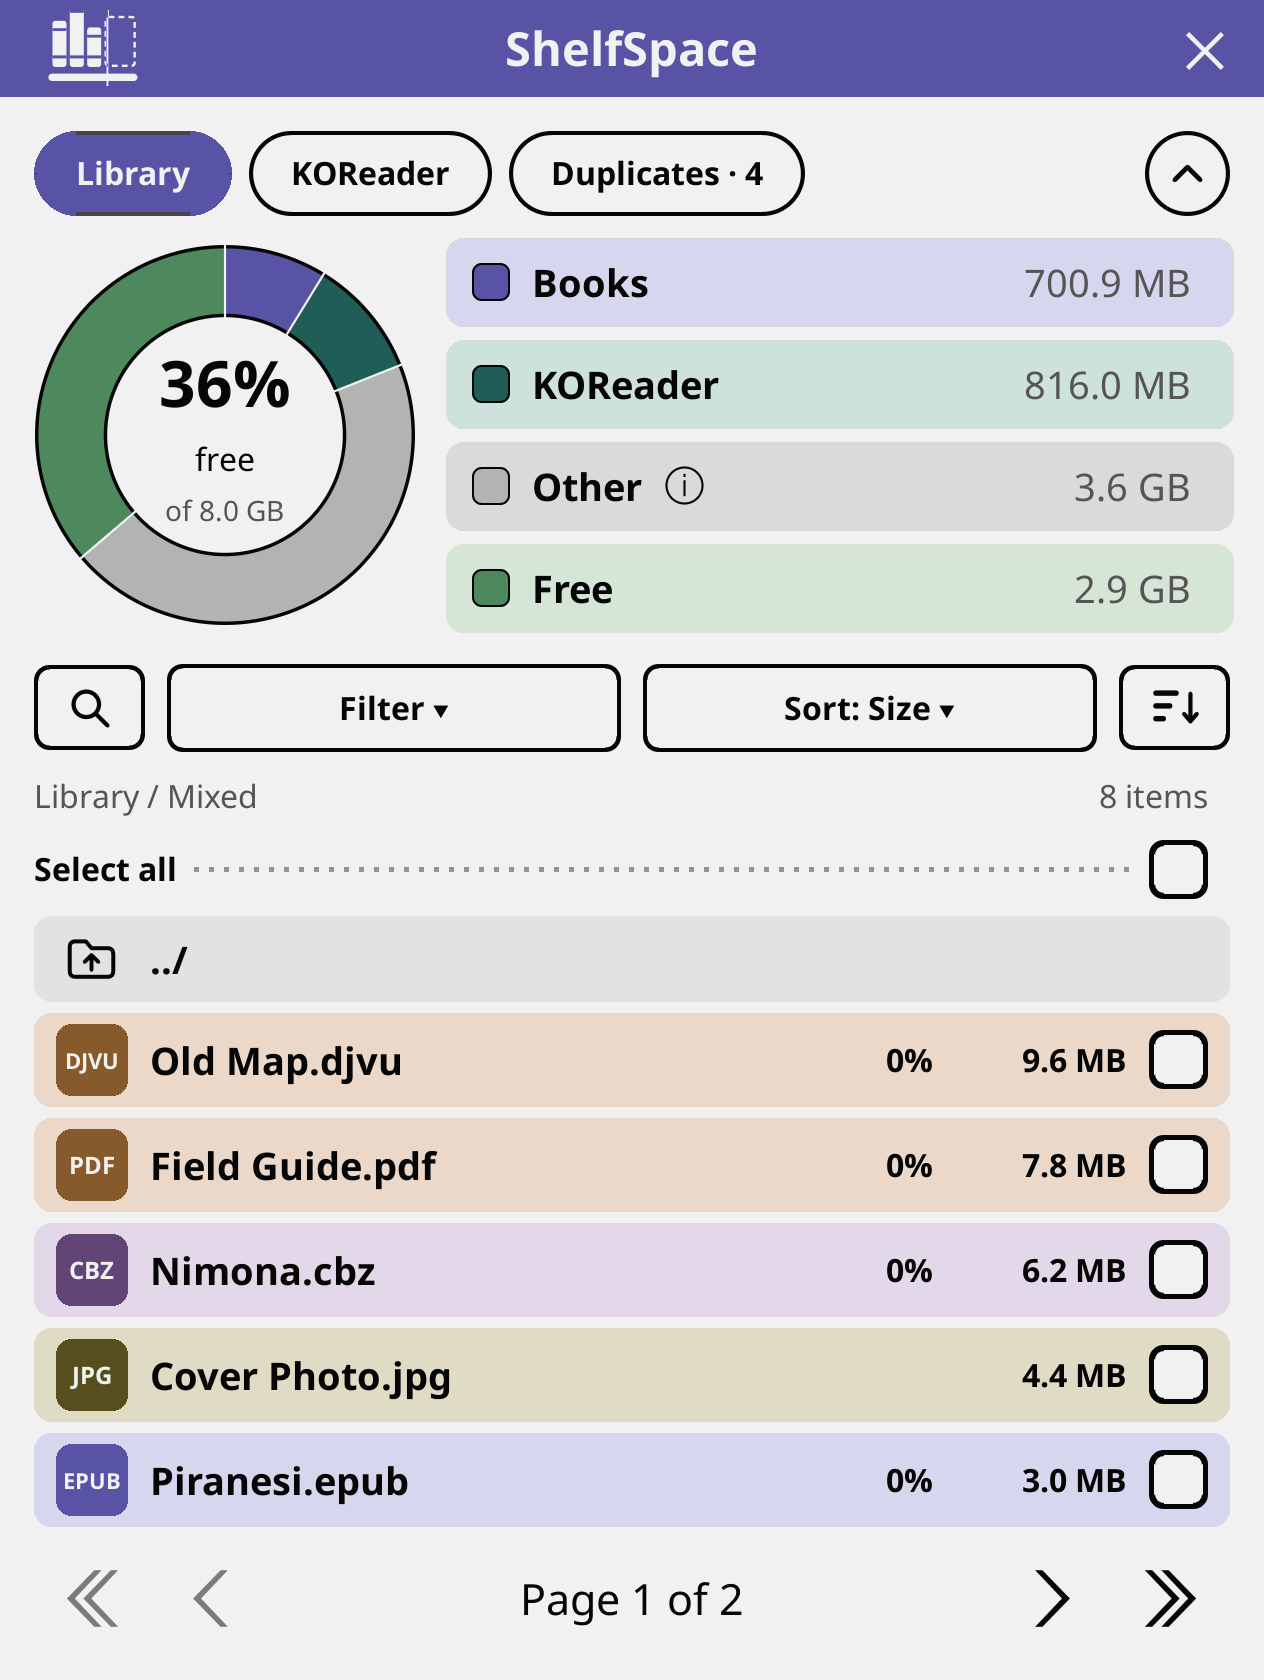 ShelfSpace
Library
KOReader
Duplicates · 4
36%
free
of 8.0 GB
Books 700.9 MB
KOReader 816.0 MB
Other ⓘ 3.6 GB
Free 2.9 GB
Filter ▾
Sort: Size ▾
Library / Mixed 8 items
Select all
../
DJVU Old Map.djvu 0% 9.6 MB
PDF Field Guide.pdf 0% 7.8 MB
CBZ Nimona.cbz 0% 6.2 MB
JPG Cover Photo.jpg 4.4 MB
EPUB Piranesi.epub 0% 3.0 MB
Page 1 of 2